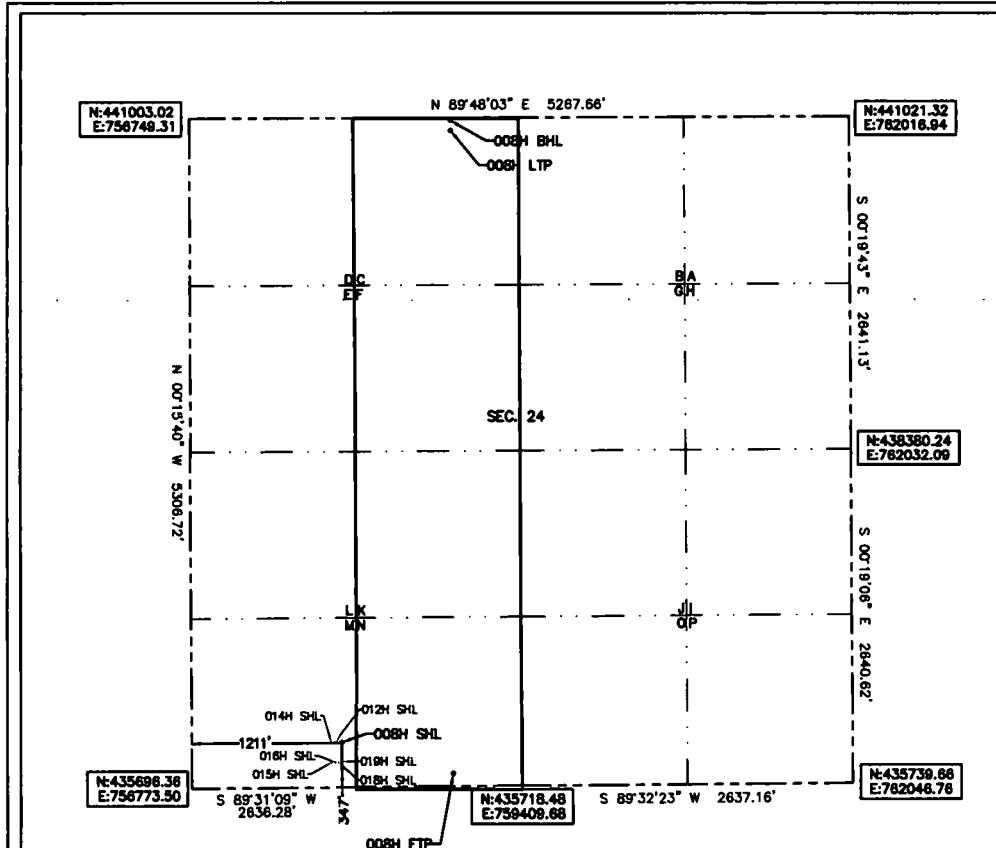 N 89°48'03" E 5267.66'
N:441003.02
E:756749.31
N:441021.32
E:762016.94
008H BHL
008H LTP
S 00°19'43" E 2641.13'
D C
E F
B A
G H
N 00°15'40" W 5306.72'
SEC. 24
N:438380.24
E:762032.09
S 00°19'08" E 2640.62'
L K
M N
J I
O P
014H SHL
012H SHL
008H SHL
1211'
016H SHL
019H SHL
015H SHL
018H SHL
N:435696.36
E:756773.50
S 89°31'09" W
2636.28'
347'
N:435718.48
E:759409.68
S 89°32'23" W 2637.16'
N:435739.66
E:762046.76
008H FTP